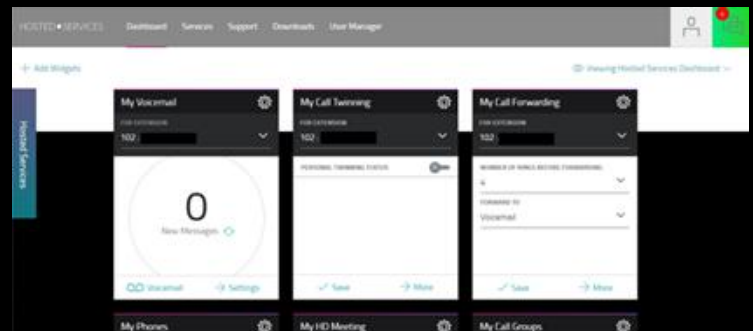 HOSTED•SERVICES Dashboard Services Support Downloads User Manager
+ Add Widgets
Viewing Hosted Services Dashboard
Hosted Services
My Voicemail
FOR EXTENSION
102:
0
New Messages
Voicemail
Settings
My Call Twinning
FOR EXTENSION
102:
PERSONAL TWINNING STATUS
Save
More
My Call Forwarding
FOR EXTENSION
102:
NUMBER OF RINGS BEFORE FORWARDING
4
FORWARD TO
Voicemail
Save
More
My Phones
My HD Meeting
My Call Groups